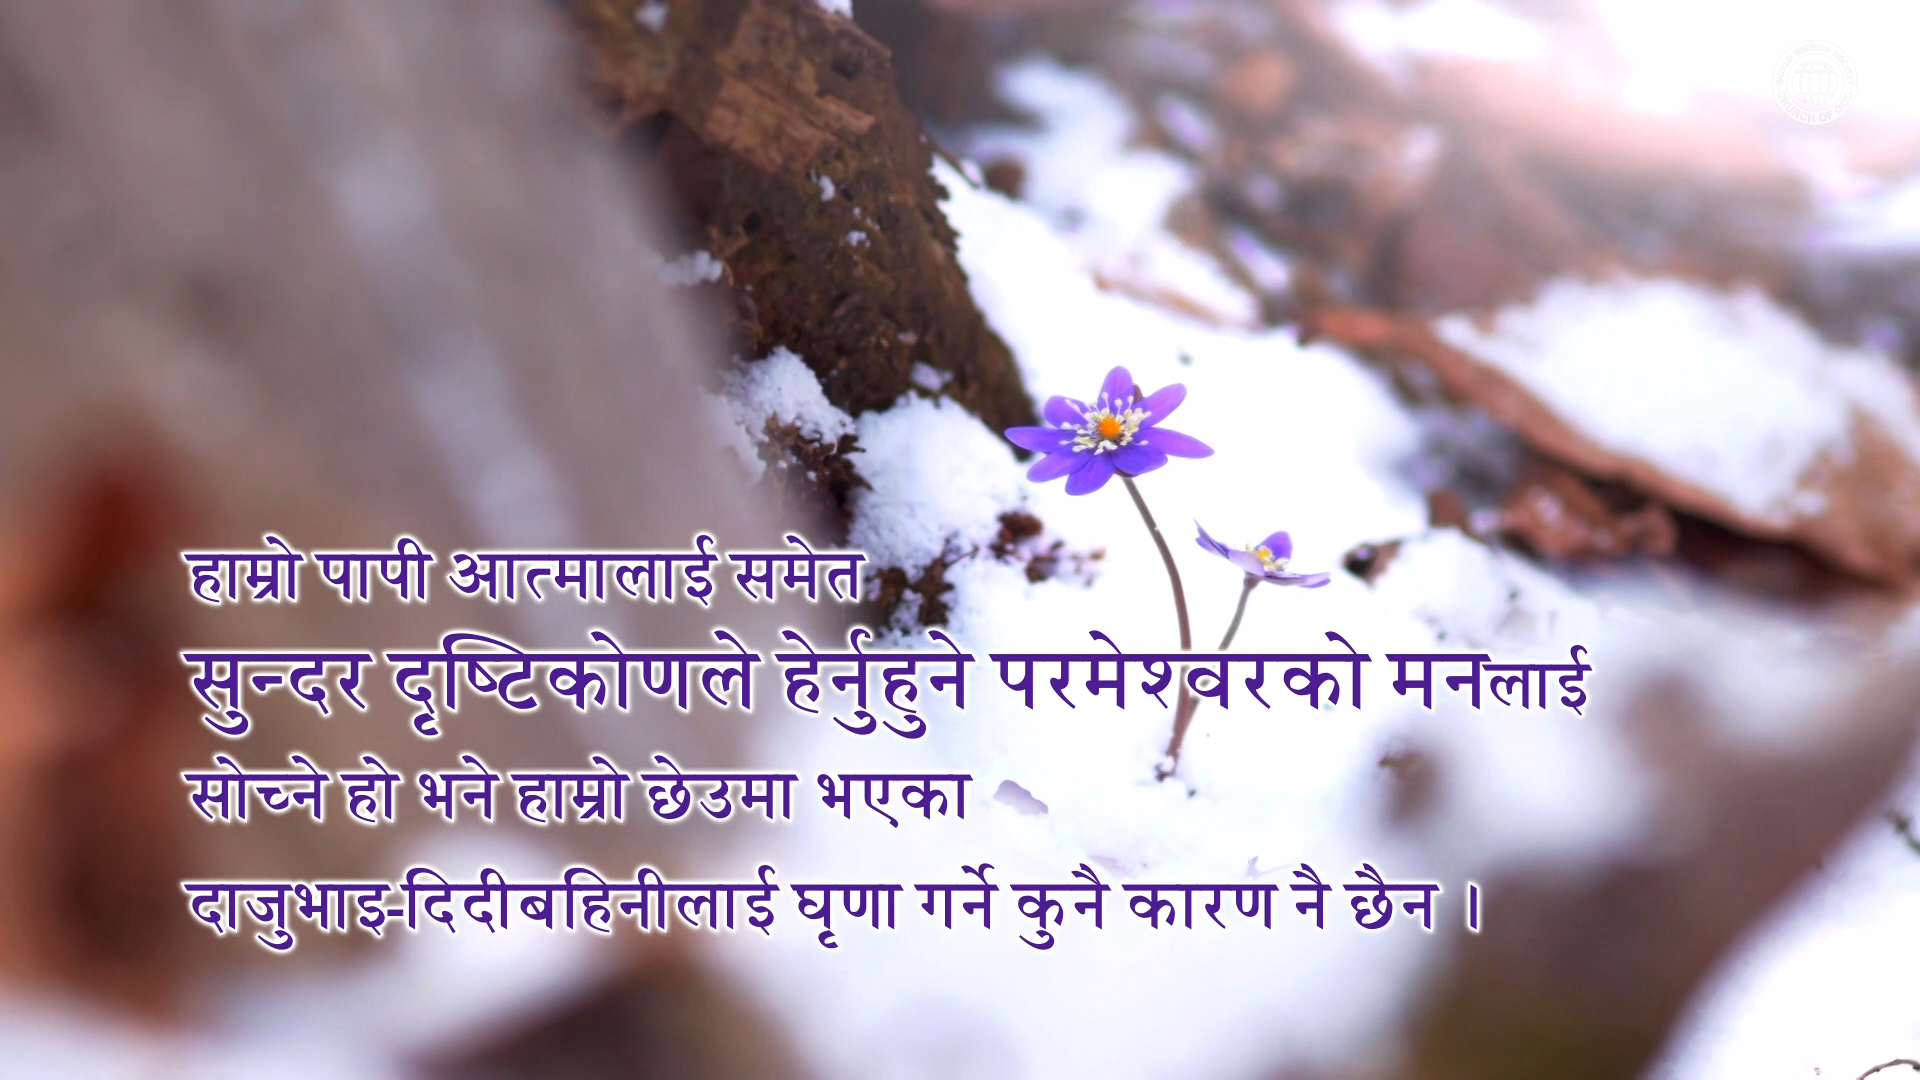 हाम्रो पापी आत्मालाई समेत
सुन्दर दृष्टिकोणले हेर्नुहुने परमेश्वरको मनलाई
सोच्ने हो भने हाम्रो छेउमा भएका
दाजुभाइ-दिदीबहिनीलाई घृणा गर्ने कुनै कारण नै छैन ।